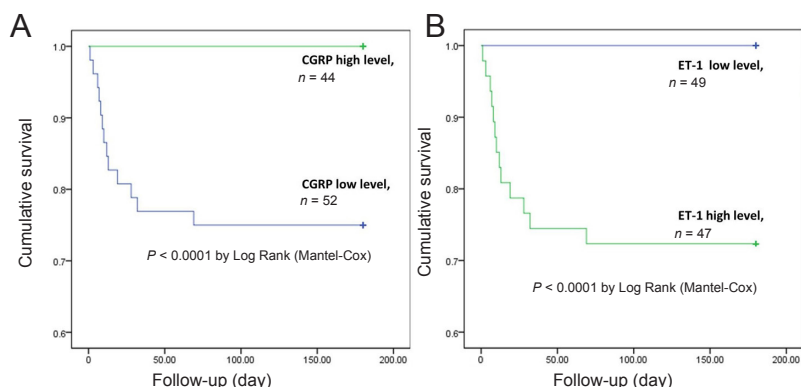 A
1.0
0.9
0.8
0.7
0.6
Cumulative survival
CGRP high level,
n = 44
CGRP low level,
n = 52
P < 0.0001 by Log Rank (Mantel-Cox)
0 50.00 100.00 150.00 200.00
Follow-up (day)
B
1.0
0.9
0.8
0.7
0.6
Cumulative survival
ET-1 low level,
n = 49
ET-1 high level,
n = 47
P < 0.0001 by Log Rank (Mantel-Cox)
0 50.00 100.00 150.00 200.00
Follow-up (day)